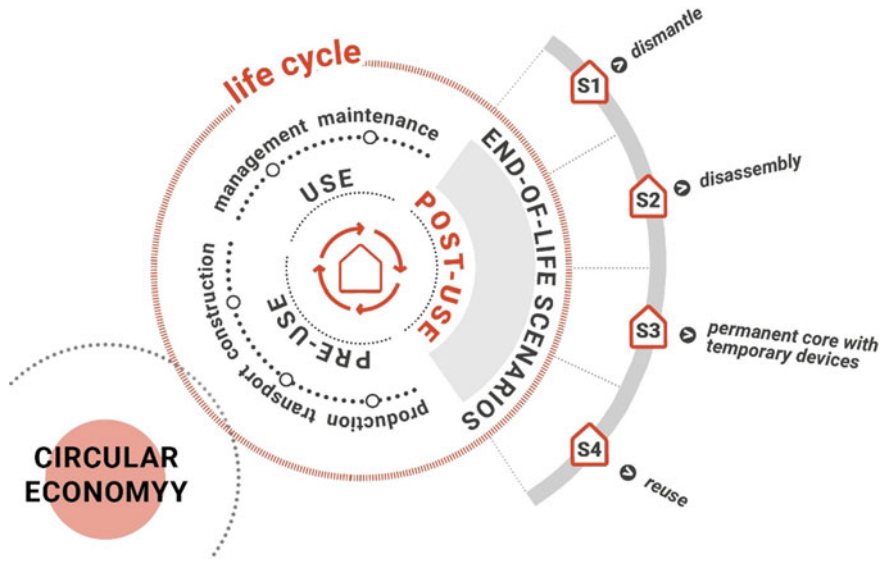 life cycle
management maintenance
USE
POST-USE
PRE-USE
production transport construction
END-OF-LIFE SCENARIOS
S1
dismantle
S2
disassembly
S3
permanent core with
temporary devices
S4
reuse
CIRCULAR
ECONOMYY